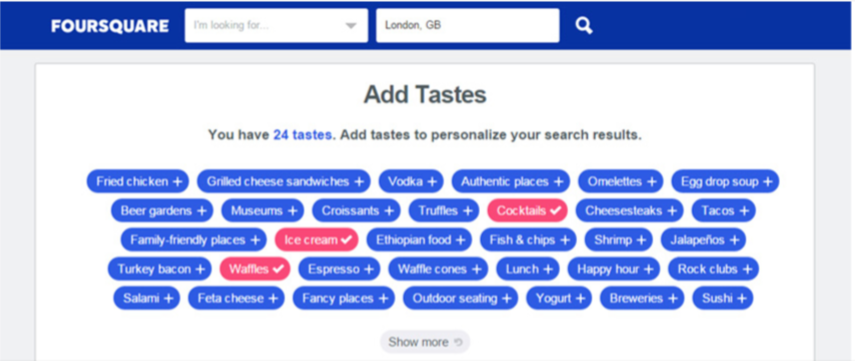 FOURSQUARE I'm looking for... London, GB
Add Tastes
You have 24 tastes. Add tastes to personalize your search results.
Fried chicken + Grilled cheese sandwiches + Vodka + Authentic places + Omelettes + Egg drop soup +
Beer gardens + Museums + Croissants + Truffles + Cocktails ✓ Cheesesteaks + Tacos +
Family-friendly places + Ice cream ✓ Ethiopian food + Fish & chips + Shrimp + Jalapeños +
Turkey bacon + Waffles ✓ Espresso + Waffle cones + Lunch + Happy hour + Rock clubs +
Salami + Feta cheese + Fancy places + Outdoor seating + Yogurt + Breweries + Sushi +
Show more